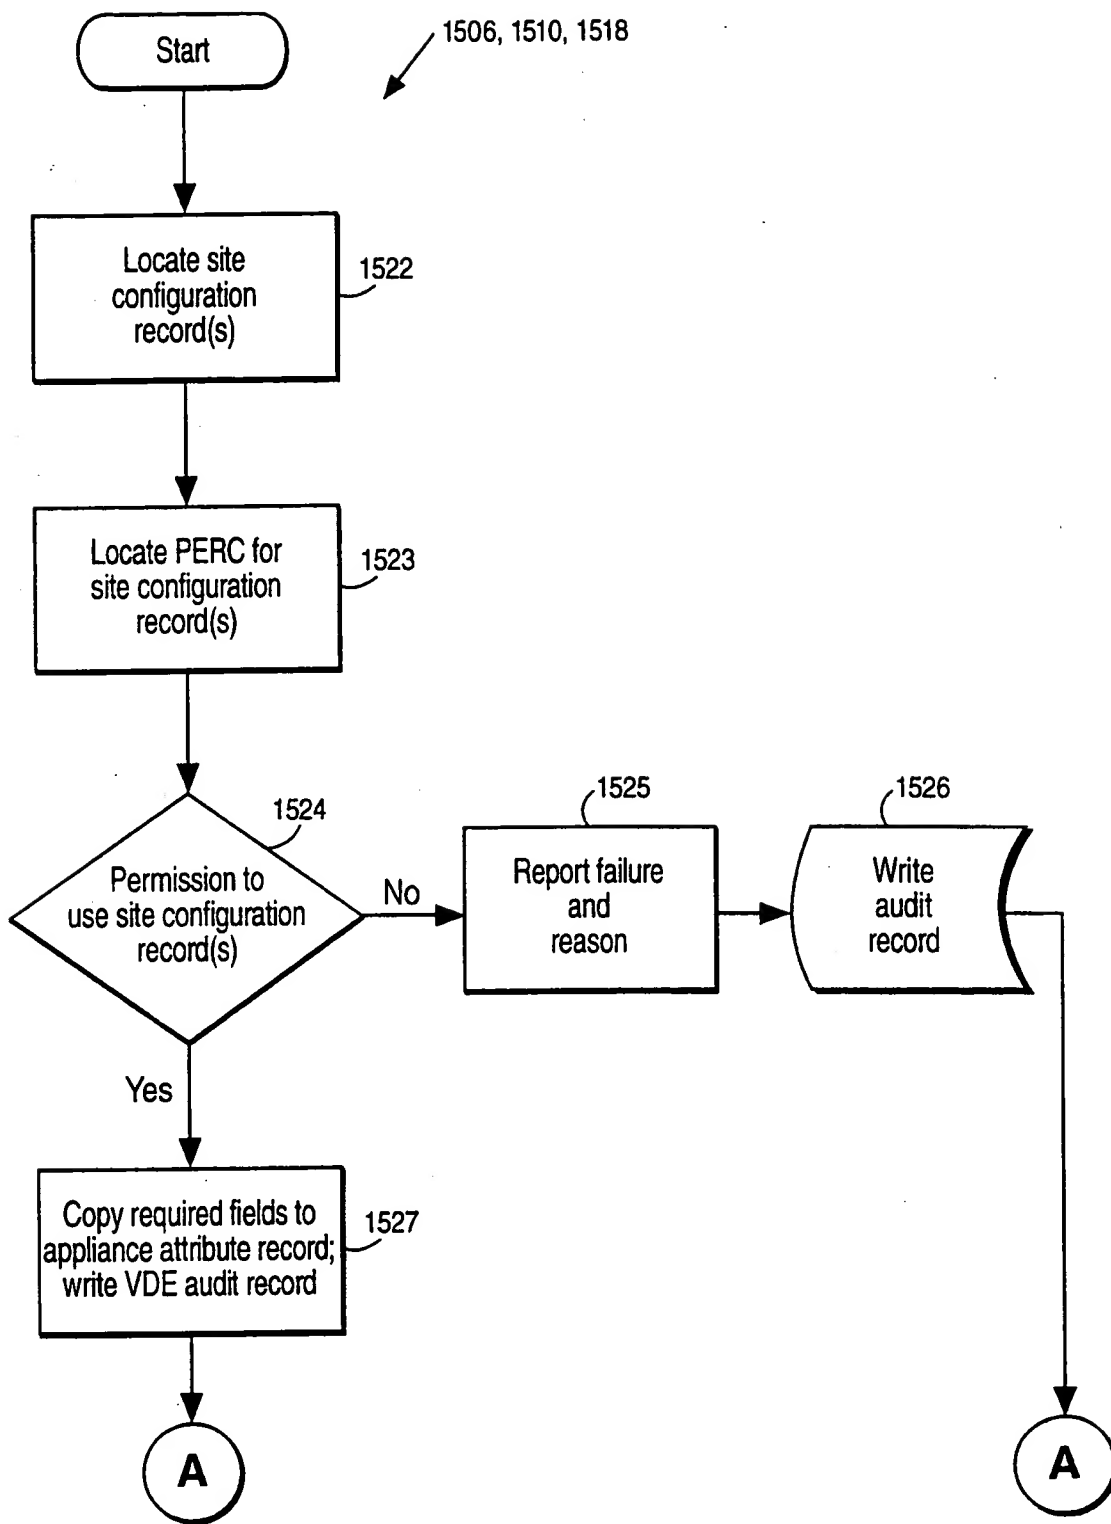 Start
1506, 1510, 1518
Locate site
configuration
record(s)
1522
Locate PERC for
site configuration
record(s)
1523
1524
Permission to
use site configuration
record(s)
No
Yes
1525
Report failure
and
reason
1526
Write
audit
record
Copy required fields to
appliance attribute record;
write VDE audit record
1527
A
A